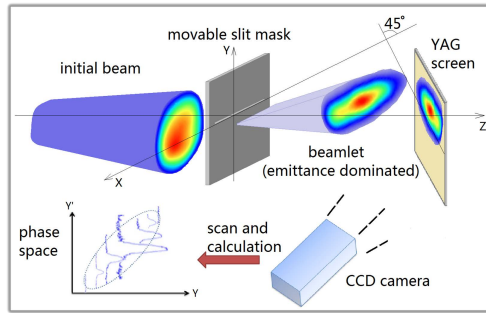 movable slit mask
45°
Y
YAG
screen
initial beam
Z
X
beamlet
(emittance dominated)
Y'
phase
space
scan and
calculation
Y
CCD camera